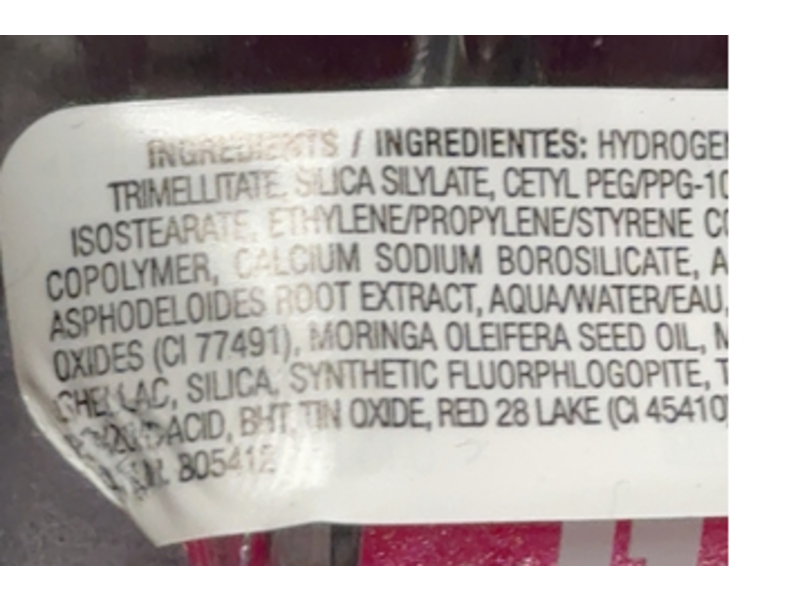 INGREDIENTS / INGREDIENTES: HYDROGEN
TRIMELLITATE, SILICA SILYLATE, CETYL PEG/PPG-10
ISOSTEARATE, ETHYLENE/PROPYLENE/STYRENE CO
COPOLYMER, CALCIUM SODIUM BOROSILICATE, A
ASPHODELOIDES ROOT EXTRACT, AQUA/WATER/EAU,
OXIDES (CI 77491), MORINGA OLEIFERA SEED OIL, M
SHELLAC, SILICA, SYNTHETIC FLUORPHLOGOPITE, T
ACID, BHT, TIN OXIDE, RED 28 LAKE (CI 45410)
805412